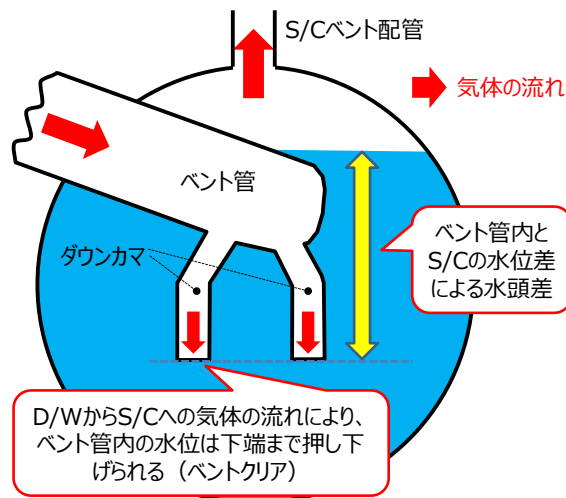 S/Cベント配管
気体の流れ
ベント管
ダウンカマ
ベント管内と
S/Cの水位差
による水頭差
D/WからS/Cへの気体の流れにより、
ベント管内の水位は下端まで押し下
げられる（ベントクリア）